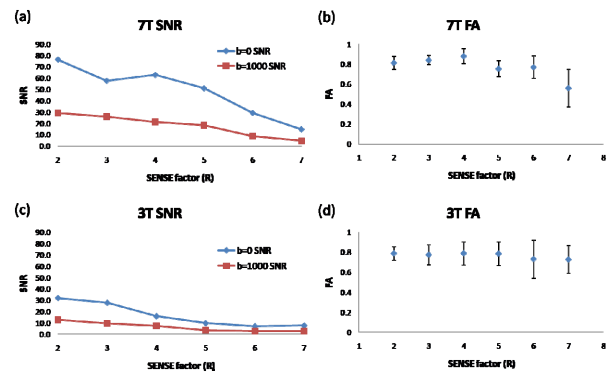 (a)
7T SNR
90.0
80.0
70.0
60.0
50.0
40.0
30.0
20.0
10.0
0.0
SNR
b=0 SNR
b=1000 SNR
2 3 4 5 6 7
SENSE factor (R)
(b)
7T FA
1
0.8
0.6
0.4
0.2
0
FA
1 2 3 4 5 6 7 8
SENSE factor (R)
(c)
3T SNR
90.0
80.0
70.0
60.0
50.0
40.0
30.0
20.0
10.0
0.0
SNR
b=0 SNR
b=1000 SNR
2 3 4 5 6 7
SENSE factor (R)
(d)
3T FA
1
0.8
0.6
0.4
0.2
0
FA
1 2 3 4 5 6 7 8
SENSE factor (R)